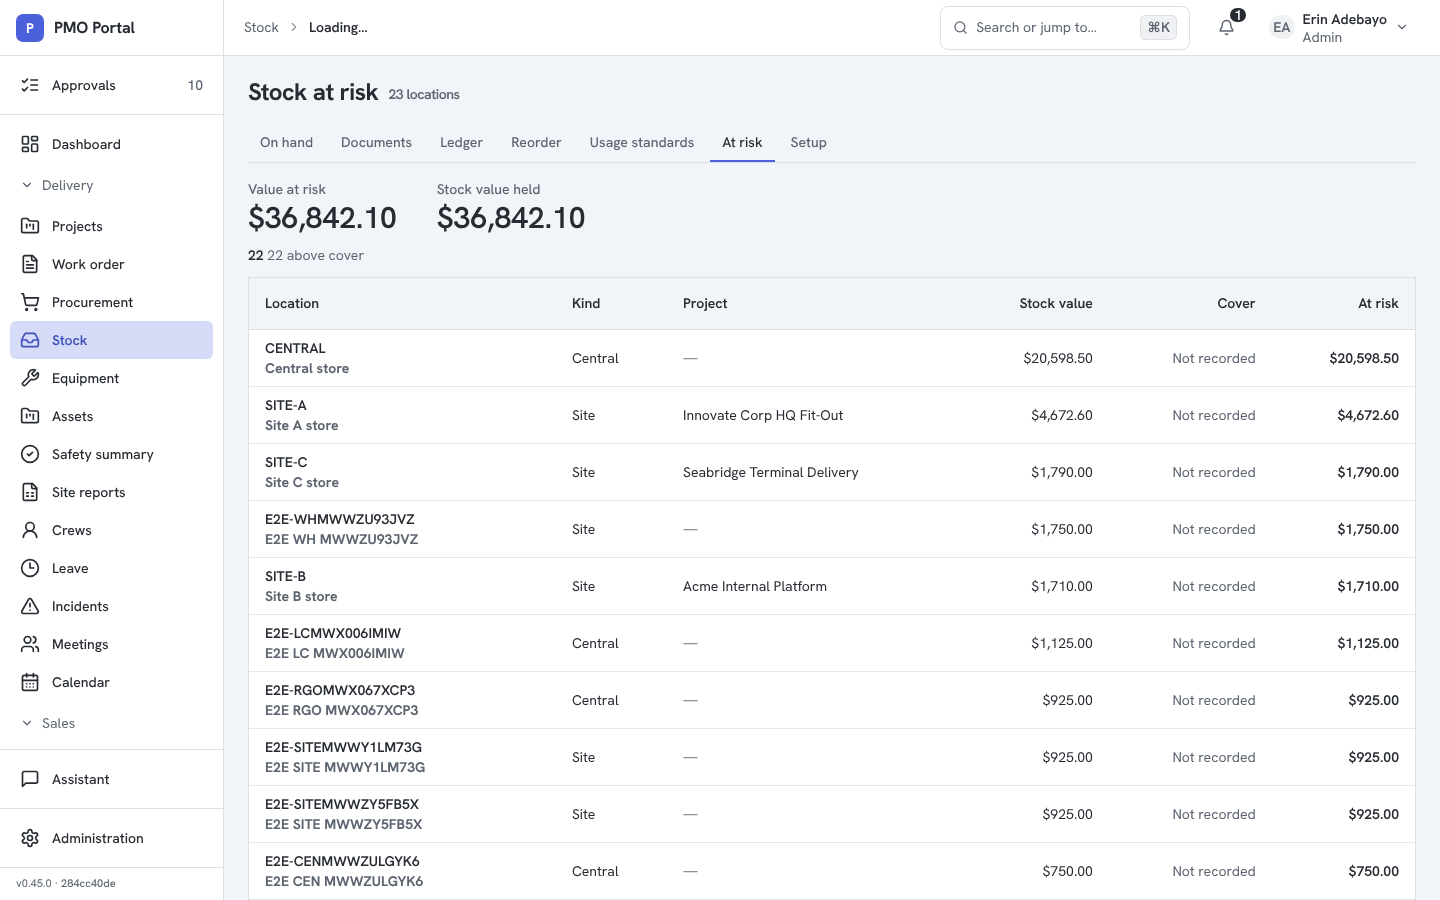 P PMO Portal
Stock > Loading...
Search or jump to... ⌘K
1
EA Erin Adebayo
Admin
Approvals 10
Dashboard
Delivery
Projects
Work order
Procurement
Stock
Equipment
Assets
Safety summary
Site reports
Crews
Leave
Incidents
Meetings
Calendar
Sales
Assistant
Administration
v0.45.0 · 284cc40de
Stock at risk 23 locations
On hand Documents Ledger Reorder Usage standards At risk Setup
Value at risk Stock value held
$36,842.10 $36,842.10
22 22 above cover
Location Kind Project Stock value Cover At risk
CENTRAL
Central store
Central — $20,598.50 Not recorded $20,598.50
SITE-A
Site A store
Site Innovate Corp HQ Fit-Out $4,672.60 Not recorded $4,672.60
SITE-C
Site C store
Site Seabridge Terminal Delivery $1,790.00 Not recorded $1,790.00
E2E-WHMWWZU93JVZ
E2E WH MWWZU93JVZ
Site — $1,750.00 Not recorded $1,750.00
SITE-B
Site B store
Site Acme Internal Platform $1,710.00 Not recorded $1,710.00
E2E-LCMWX006IMIW
E2E LC MWX006IMIW
Central — $1,125.00 Not recorded $1,125.00
E2E-RGOMWX067XCP3
E2E RGO MWX067XCP3
Central — $925.00 Not recorded $925.00
E2E-SITEMWWY1LM73G
E2E SITE MWWY1LM73G
Site — $925.00 Not recorded $925.00
E2E-SITEMWWZY5FB5X
E2E SITE MWWZY5FB5X
Site — $925.00 Not recorded $925.00
E2E-CENMWWZULGYK6
E2E CEN MWWZULGYK6
Central — $750.00 Not recorded $750.00